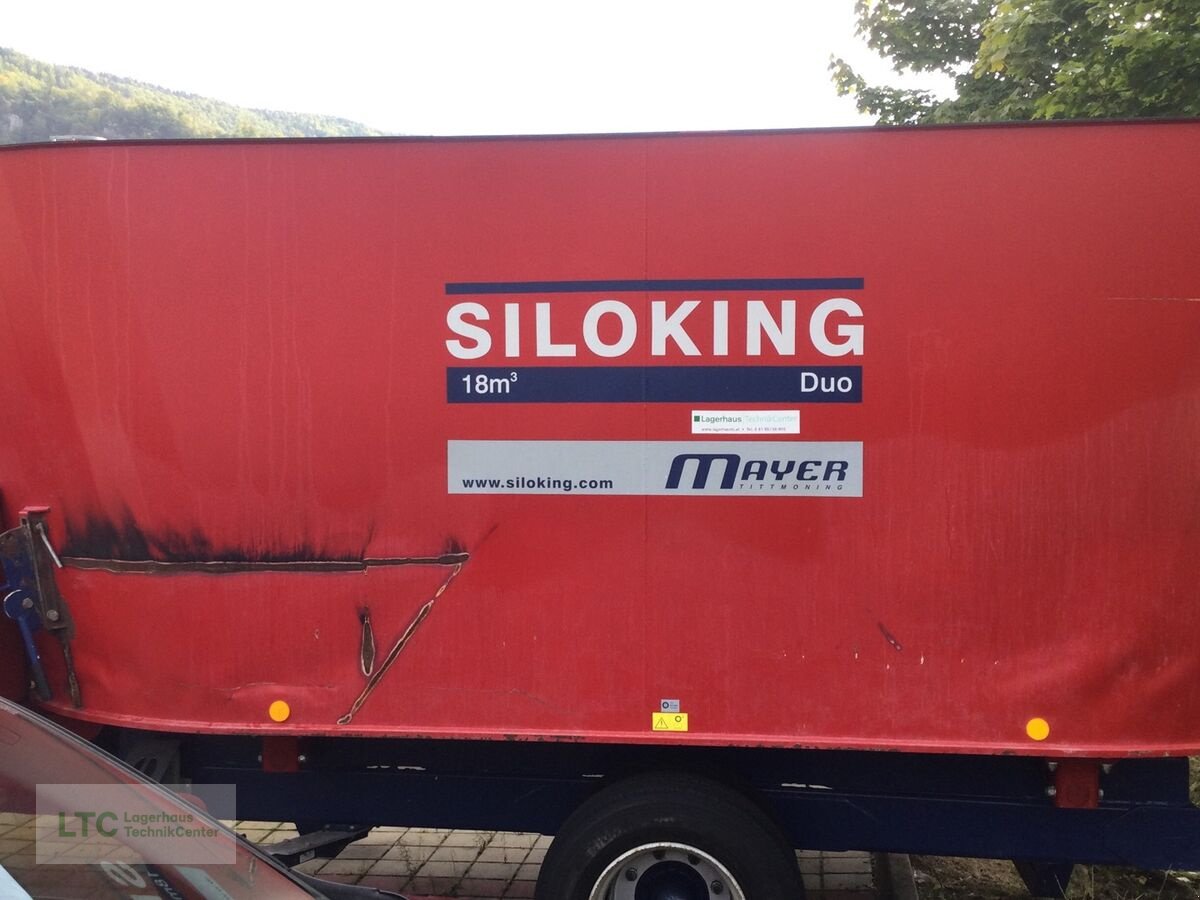 SILOKING
18m³ Duo
Lagerhaus TechnikCenter
www.siloking.com MAYER
TITTMONING
LTC Lagerhaus
TechnikCenter